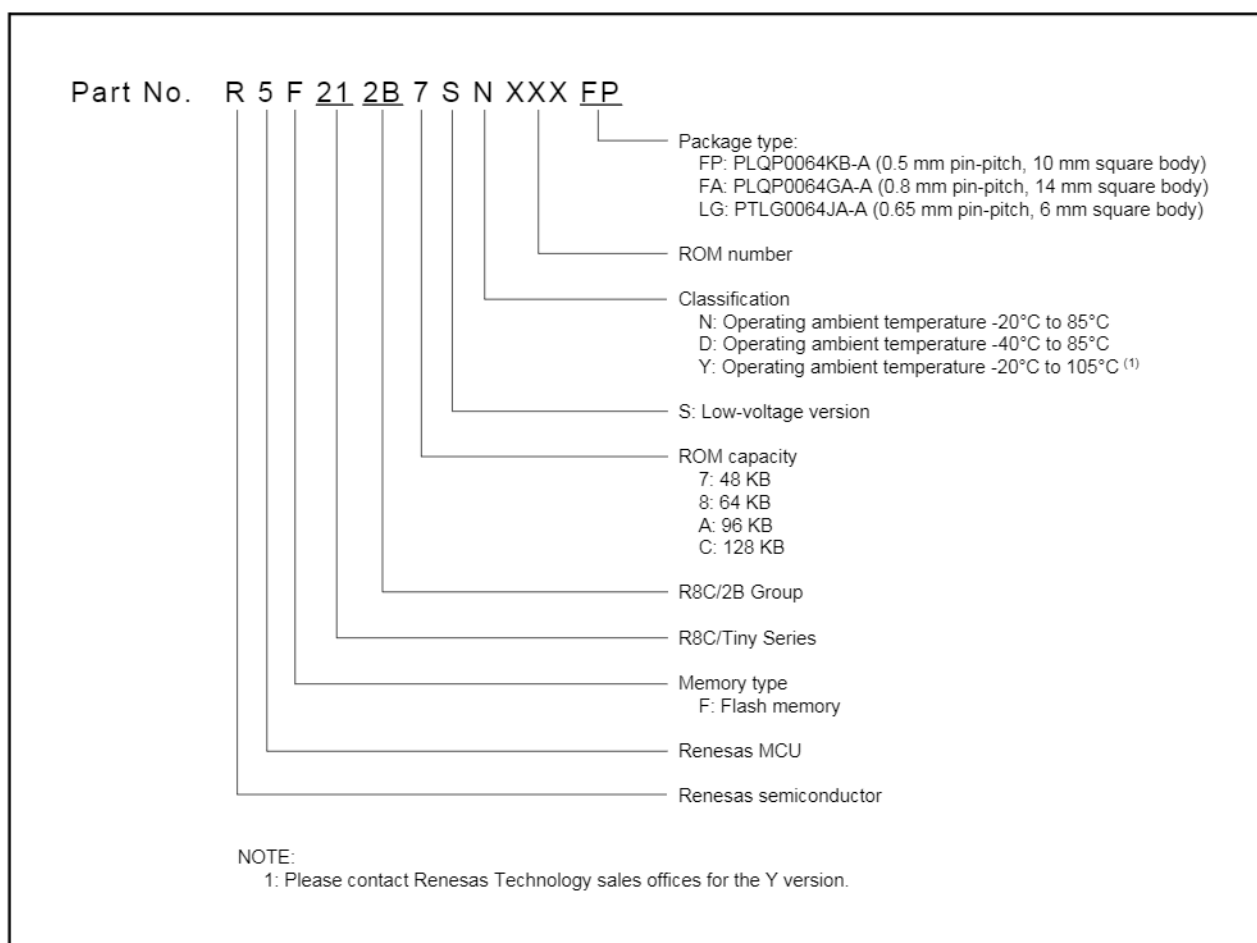 Part No. R 5 F 21 2B 7 S N XXX FP
Package type:
FP: PLQP0064KB-A (0.5 mm pin-pitch, 10 mm square body)
FA: PLQP0064GA-A (0.8 mm pin-pitch, 14 mm square body)
LG: PTLG0064JA-A (0.65 mm pin-pitch, 6 mm square body)
ROM number
Classification
N: Operating ambient temperature -20°C to 85°C
D: Operating ambient temperature -40°C to 85°C
Y: Operating ambient temperature -20°C to 105°C (1)
S: Low-voltage version
ROM capacity
7: 48 KB
8: 64 KB
A: 96 KB
C: 128 KB
R8C/2B Group
R8C/Tiny Series
Memory type
F: Flash memory
Renesas MCU
Renesas semiconductor
NOTE:
1: Please contact Renesas Technology sales offices for the Y version.